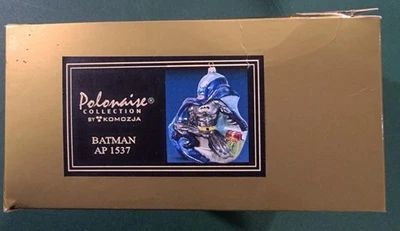 Polonaise®
COLLECTION
BY KOMOZJA
BATMAN
AP 1537